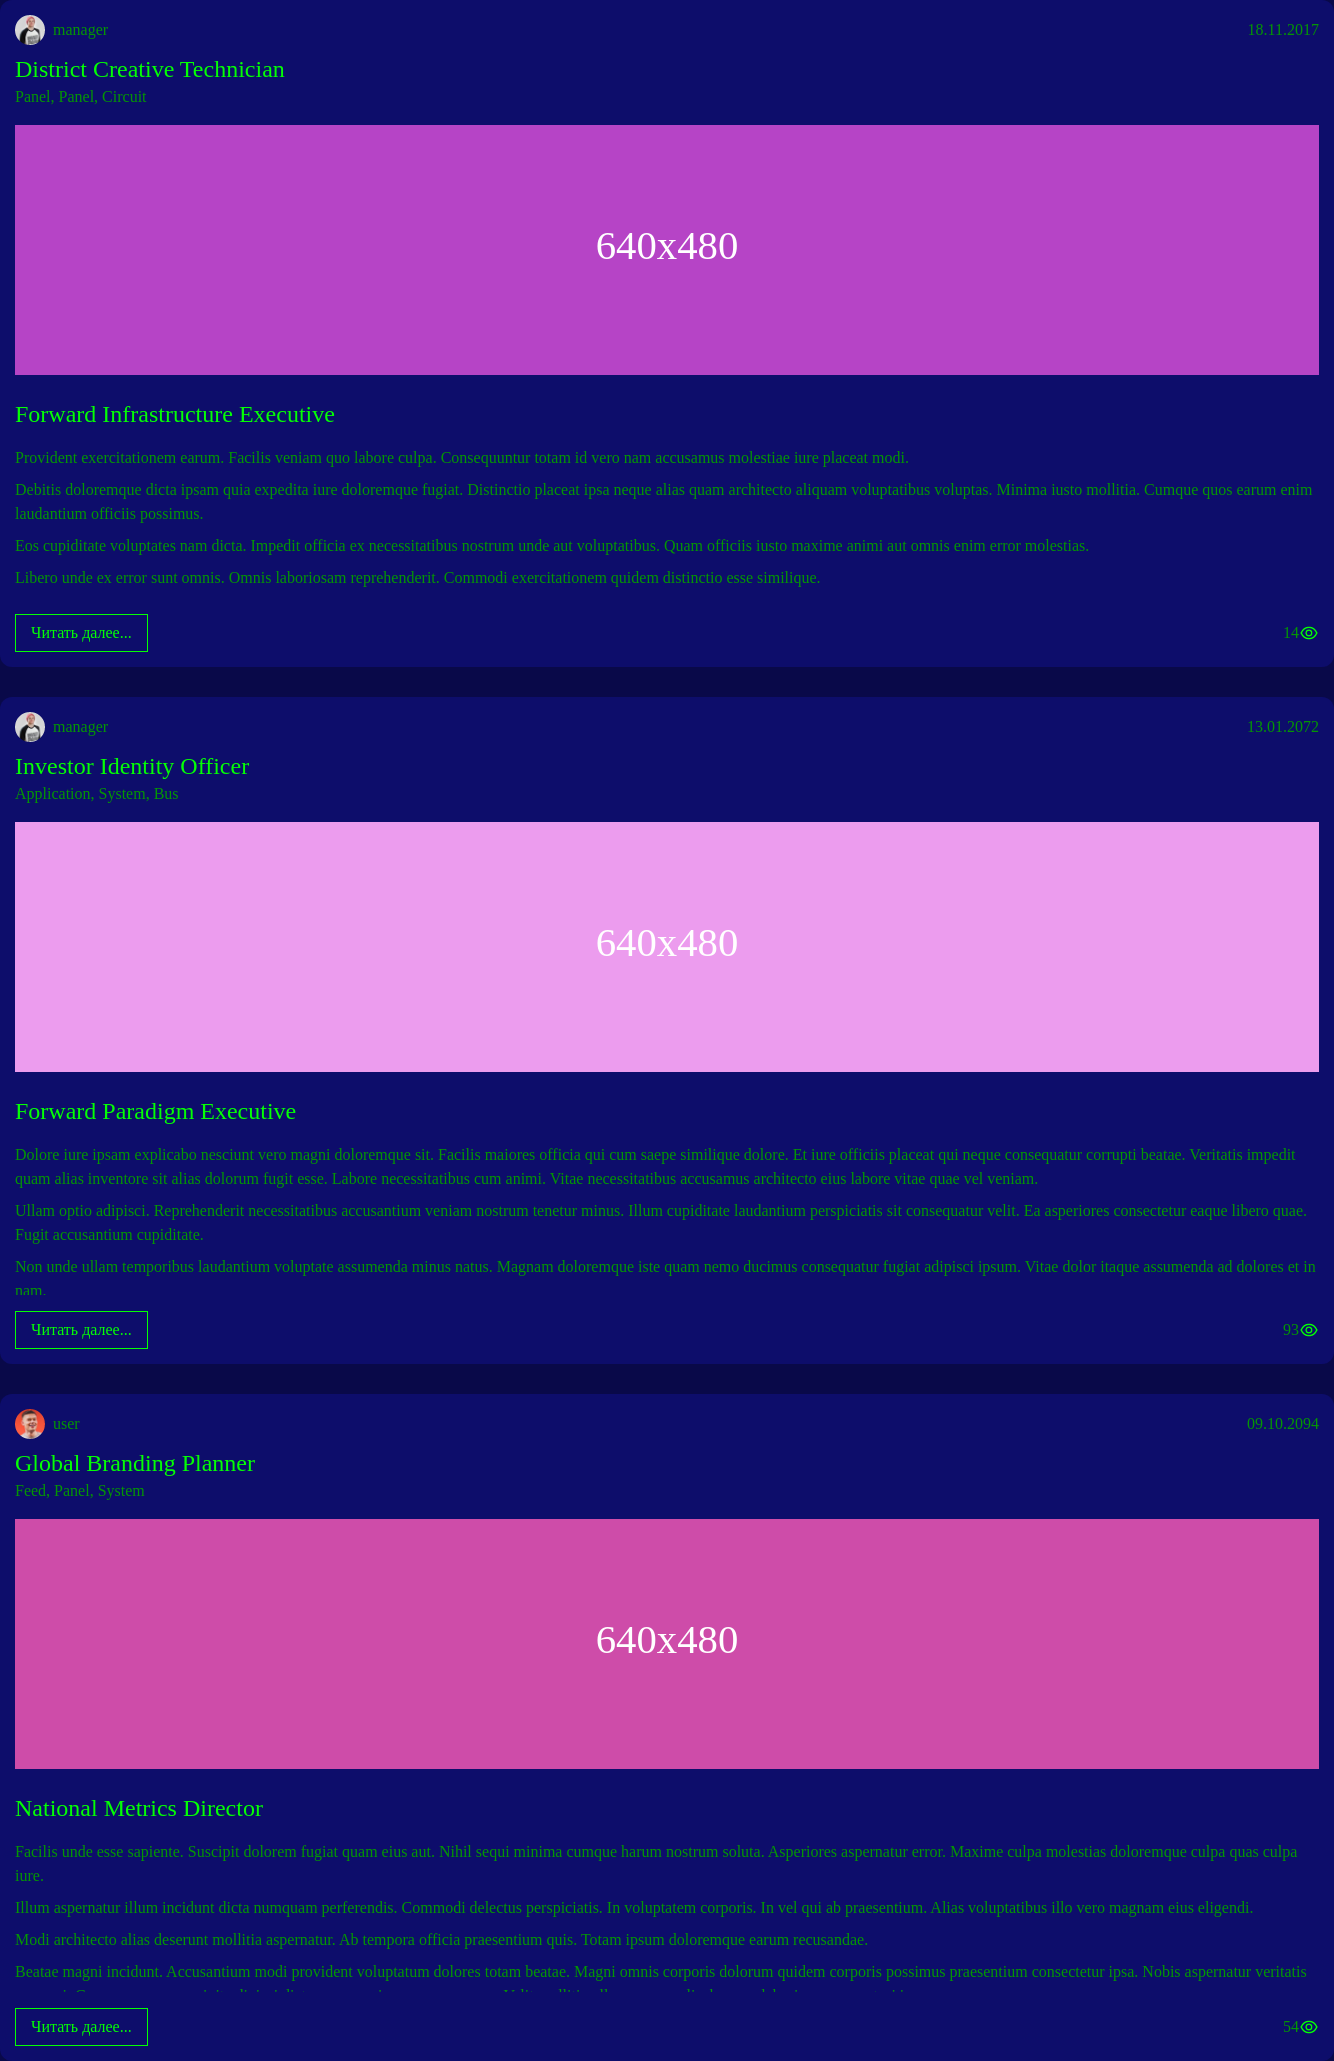 manager
18.11.2017
District Creative Technician
Panel, Panel, Circuit
640x480
Forward Infrastructure Executive
Provident exercitationem earum. Facilis veniam quo labore culpa. Consequuntur totam id vero nam accusamus molestiae iure placeat modi.
Debitis doloremque dicta ipsam quia expedita iure doloremque fugiat. Distinctio placeat ipsa neque alias quam architecto aliquam voluptatibus voluptas. Minima iusto mollitia. Cumque quos earum enim
laudantium officiis possimus.
Eos cupiditate voluptates nam dicta. Impedit officia ex necessitatibus nostrum unde aut voluptatibus. Quam officiis iusto maxime animi aut omnis enim error molestias.
Libero unde ex error sunt omnis. Omnis laboriosam reprehenderit. Commodi exercitationem quidem distinctio esse similique.
Читать далее...
14
manager
13.01.2072
Investor Identity Officer
Application, System, Bus
640x480
Forward Paradigm Executive
Dolore iure ipsam explicabo nesciunt vero magni doloremque sit. Facilis maiores officia qui cum saepe similique dolore. Et iure officiis placeat qui neque consequatur corrupti beatae. Veritatis impedit
quam alias inventore sit alias dolorum fugit esse. Labore necessitatibus cum animi. Vitae necessitatibus accusamus architecto eius labore vitae quae vel veniam.
Ullam optio adipisci. Reprehenderit necessitatibus accusantium veniam nostrum tenetur minus. Illum cupiditate laudantium perspiciatis sit consequatur velit. Ea asperiores consectetur eaque libero quae.
Fugit accusantium cupiditate.
Non unde ullam temporibus laudantium voluptate assumenda minus natus. Magnam doloremque iste quam nemo ducimus consequatur fugiat adipisci ipsum. Vitae dolor itaque assumenda ad dolores et in
nam.
Читать далее...
93
user
09.10.2094
Global Branding Planner
Feed, Panel, System
640x480
National Metrics Director
Facilis unde esse sapiente. Suscipit dolorem fugiat quam eius aut. Nihil sequi minima cumque harum nostrum soluta. Asperiores aspernatur error. Maxime culpa molestias doloremque culpa quas culpa
iure.
Illum aspernatur illum incidunt dicta numquam perferendis. Commodi delectus perspiciatis. In voluptatem corporis. In vel qui ab praesentium. Alias voluptatibus illo vero magnam eius eligendi.
Modi architecto alias deserunt mollitia aspernatur. Ab tempora officia praesentium quis. Totam ipsum doloremque earum recusandae.
Beatae magni incidunt. Accusantium modi provident voluptatum dolores totam beatae. Magni omnis corporis dolorum quidem corporis possimus praesentium consectetur ipsa. Nobis aspernatur veritatis
Читать далее...
54